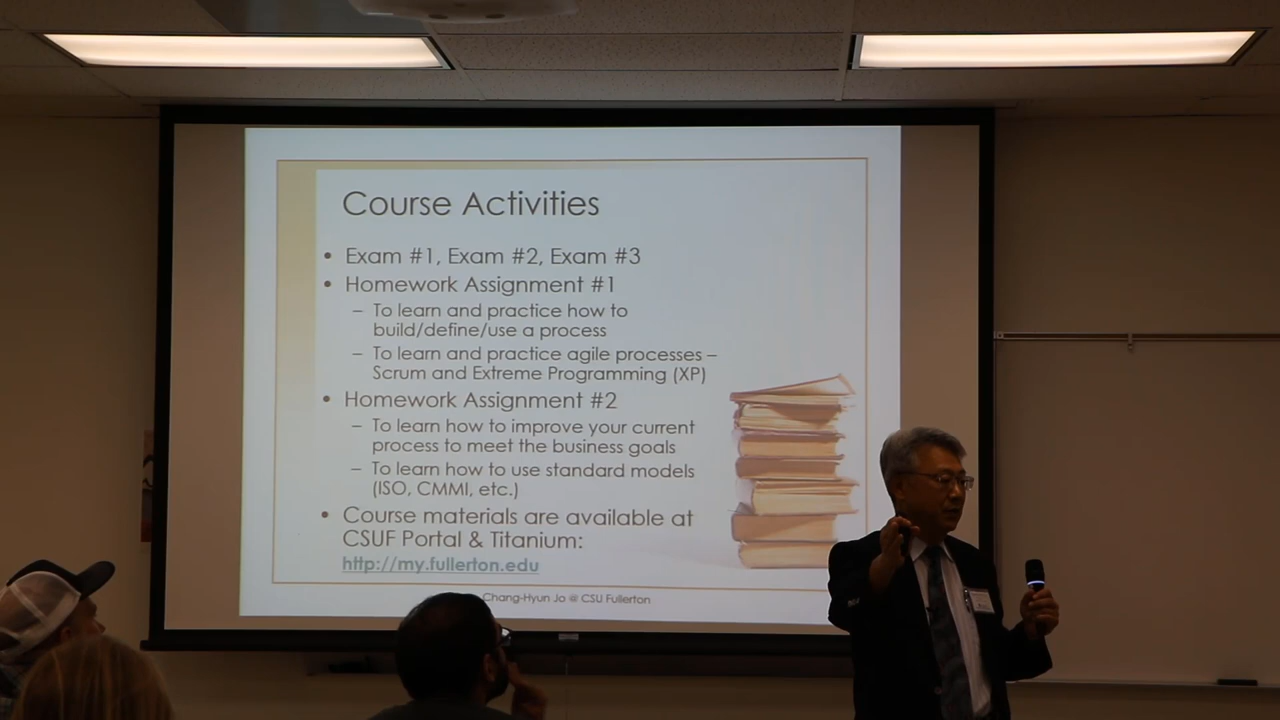 Course Activities
• Exam #1, Exam #2, Exam #3
• Homework Assignment #1
– To learn and practice how to
build/define/use a process
– To learn and practice agile processes –
Scrum and Extreme Programming (XP)
• Homework Assignment #2
– To learn how to improve your current
process to meet the business goals
– To learn how to use standard models
(ISO, CMMI, etc.)
• Course materials are available at
CSUF Portal & Titanium:
http://my.fullerton.edu
Chang-Hyun Jo @ CSU Fullerton